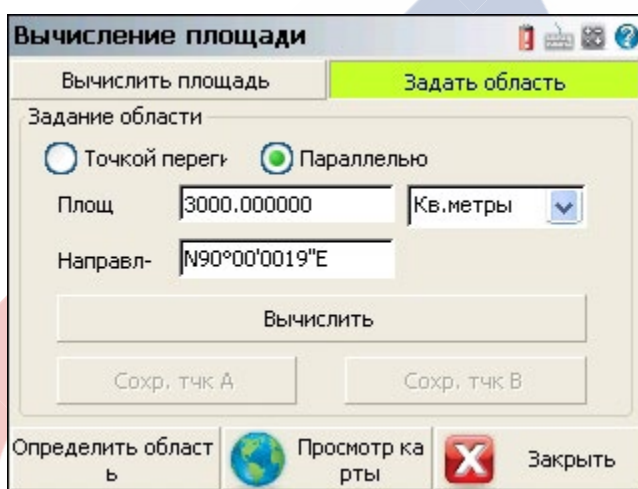 Вычисление площади
Вычислить площадь
Задать область
Задание области
Точкой переги
Параллелью
Площ
3000.000000
Кв.метры
Направл-
N90°00'0019"E
Вычислить
Сохр. тчк A
Сохр. тчк B
Определить област
ь
Просмотр ка
рты
Закрыть